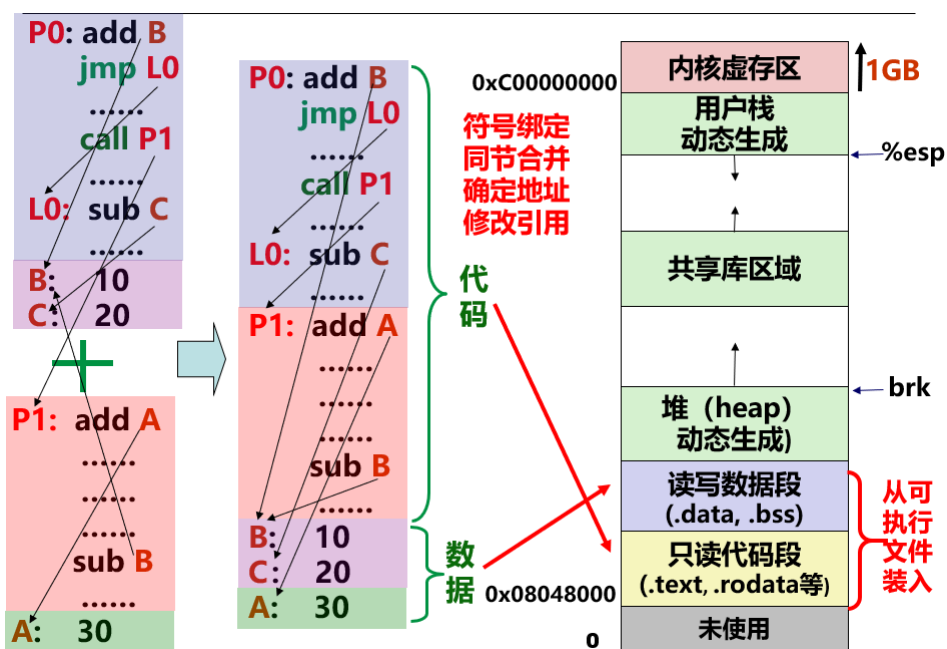 P0: add B
jmp L0
......
call P1
......
L0: sub C
......
B: 10
C: 20
P1: add A
......
......
......
sub B
......
A: 30
P0: add B
jmp L0
......
call P1
......
L0: sub C
......
P1: add A
......
......
......
sub B
......
B: 10
C: 20
A: 30
代
码
数
据
符号绑定
同节合并
确定地址
修改引用
0xC00000000
内核虚存区
1GB
用户栈
动态生成
%esp
共享库区域
brk
堆（heap）
动态生成)
读写数据段
(.data, .bss)
只读代码段
(.text, .rodata等)
0x08048000
未使用
0
从可
执行
文件
装入